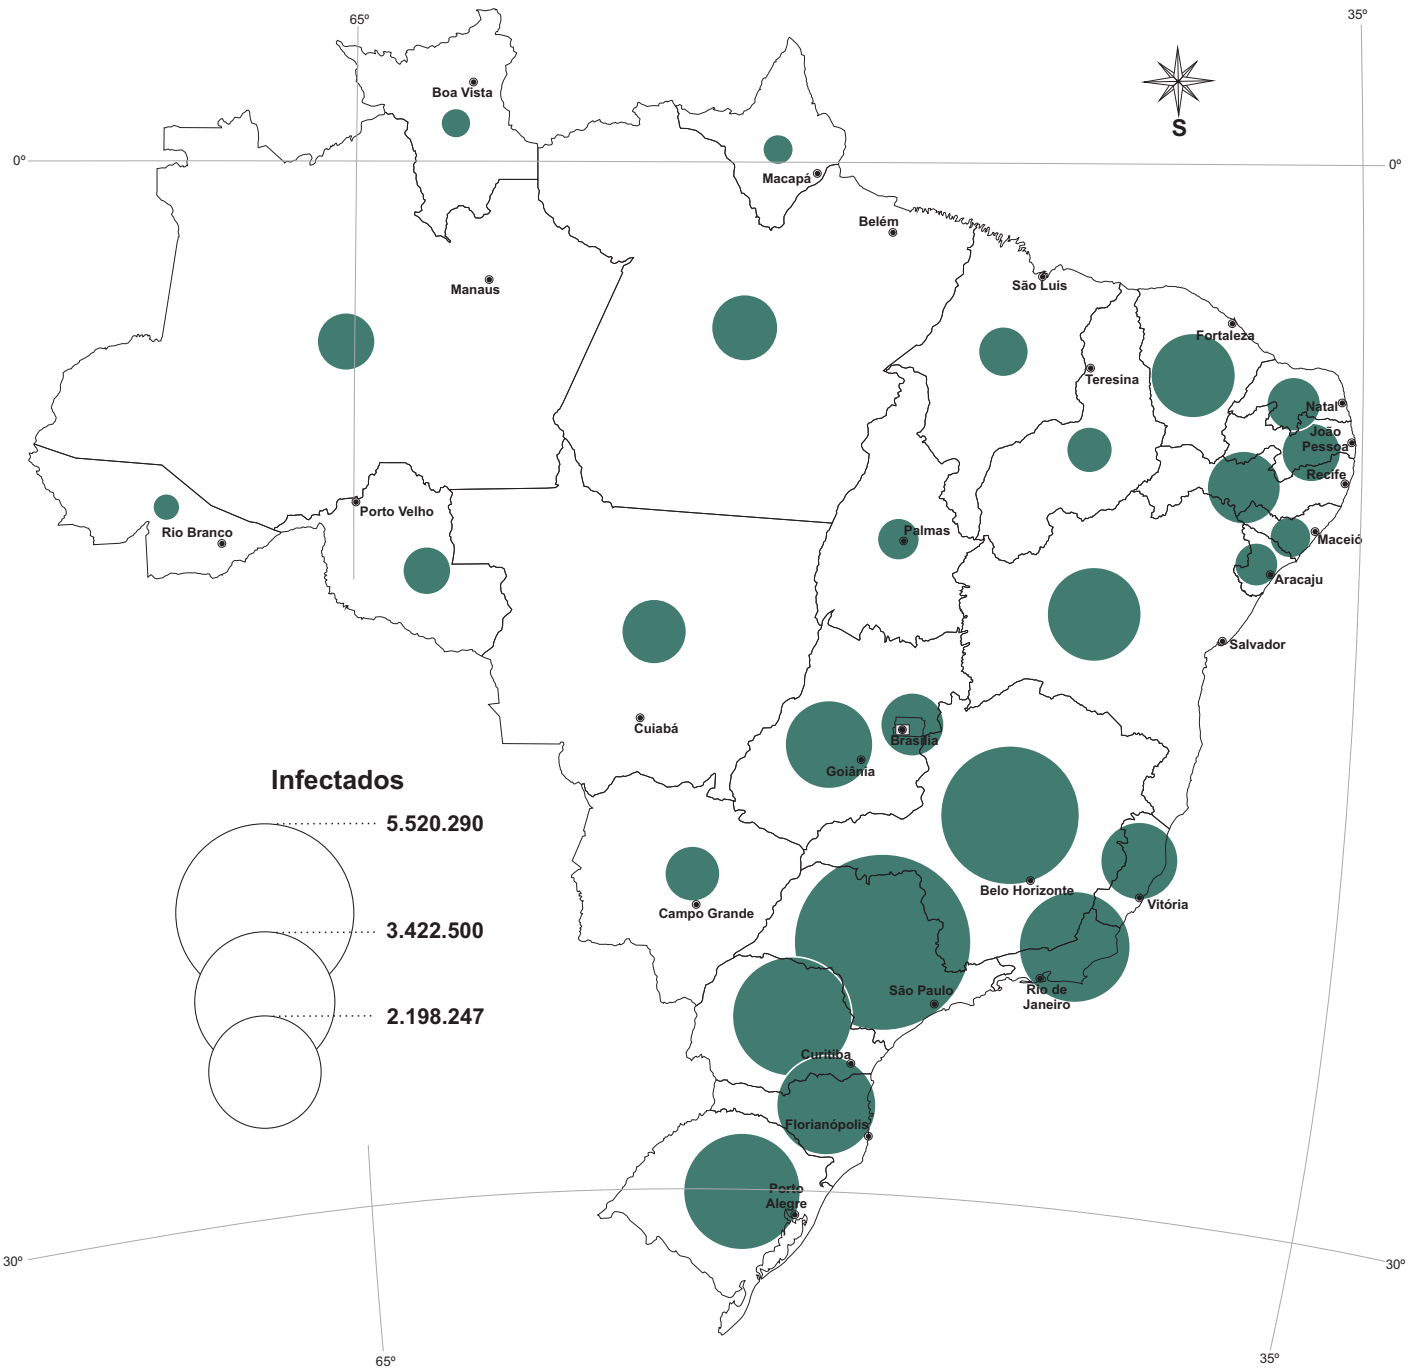 65º
35º
Boa Vista
S
0º
0º
Macapá
Belém
Manaus
São Luis
Fortaleza
Teresina
Natal
João
Pessoa
Recife
Porto Velho
Rio Branco
Palmas
Maceió
Aracaju
Salvador
Cuiabá
Brasília
Goiânia
Infectados
5.520.290
3.422.500
2.198.247
Belo Horizonte
Vitória
Campo Grande
São Paulo
Rio de
Janeiro
Curitiba
Florianópolis
Porto
Alegre
30º
30º
65º
35º